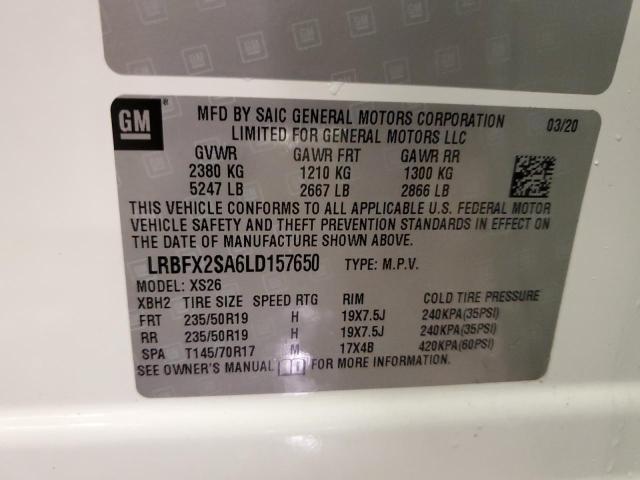 GM ®
MFD BY SAIC GENERAL MOTORS CORPORATION 03/20
LIMITED FOR GENERAL MOTORS LLC
GVWR GAWR FRT GAWR RR
2380 KG 1210 KG 1300 KG
5247 LB 2667 LB 2866 LB
THIS VEHICLE CONFORMS TO ALL APPLICABLE U.S. FEDERAL MOTOR
VEHICLE SAFETY AND THEFT PREVENTION STANDARDS IN EFFECT ON
THE DATE OF MANUFACTURE SHOWN ABOVE.
LRBFX2SA6LD157650 TYPE: M.P.V.
MODEL: XS26
XBH2 TIRE SIZE SPEED RTG RIM COLD TIRE PRESSURE
FRT 235/50R19 H 19X7.5J 240KPA(35PSI)
RR 235/50R19 H 19X7.5J 240KPA(35PSI)
SPA T145/70R17 M 17X4B 420KPA(60PSI)
SEE OWNER'S MANUAL FOR MORE INFORMATION.